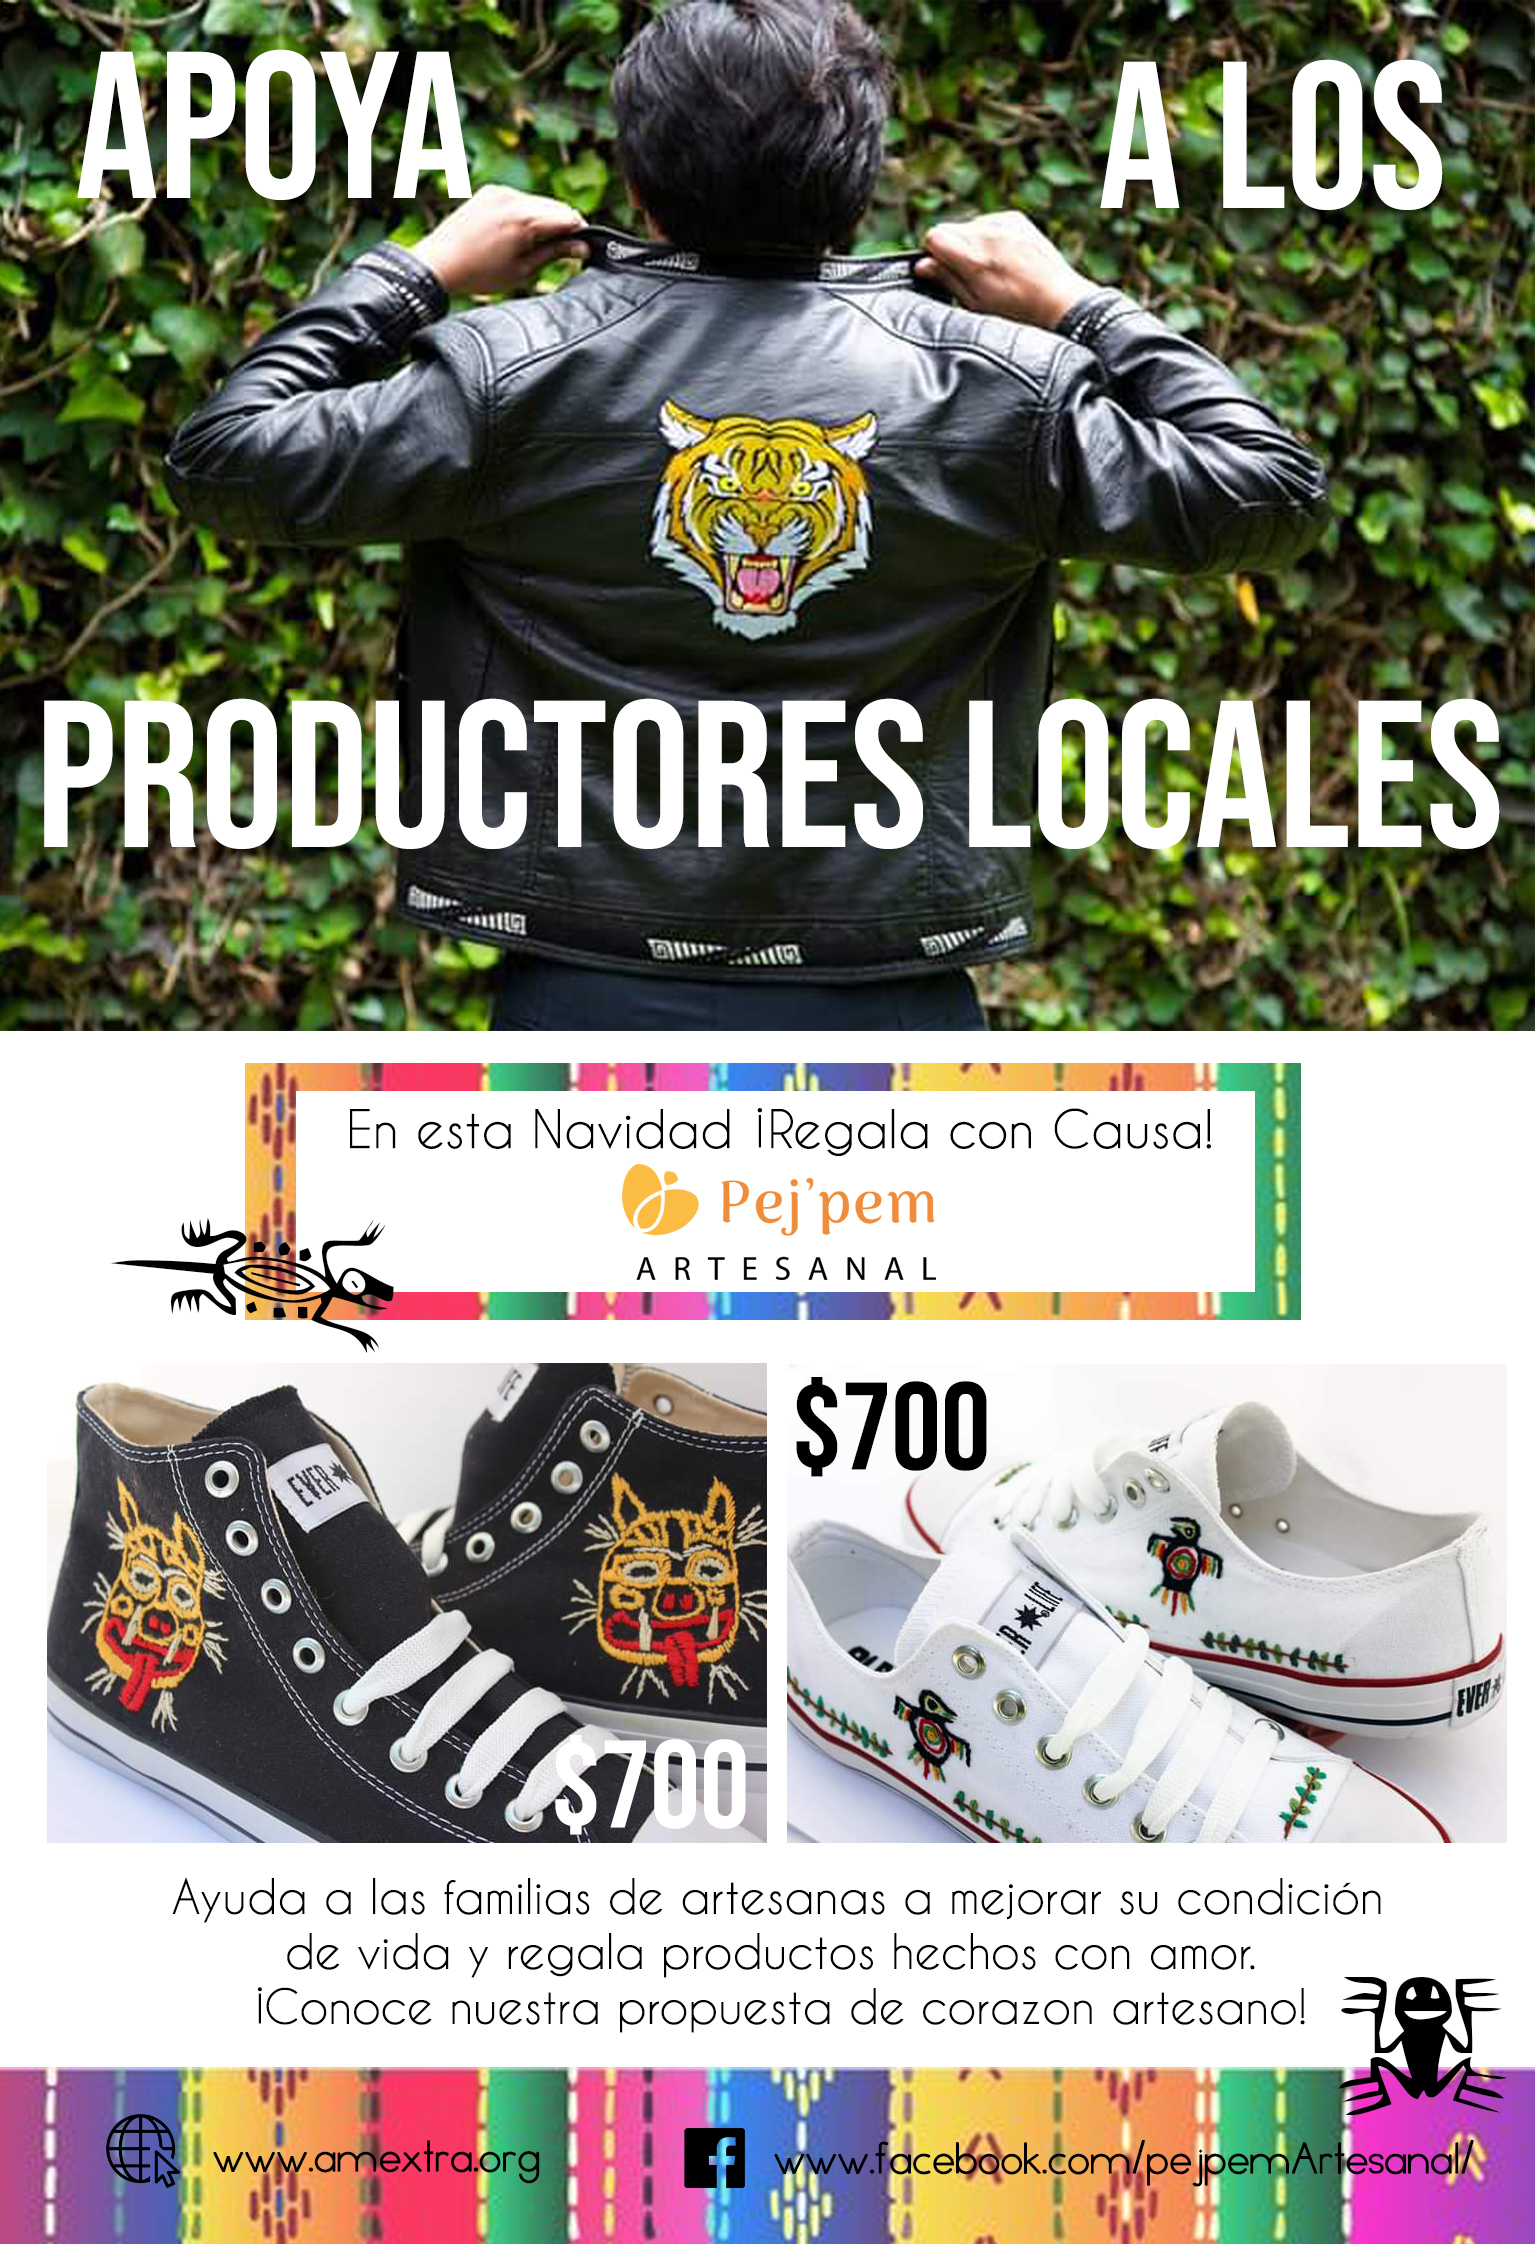 APOYA A LOS
PRODUCTORES LOCALES
En esta Navidad ¡Regala con Causa!
Pej'pem
ARTESANAL
EVER
$700
$700
EVER
www.amextra.org
Ayuda a las familias de artesanas a mejorar su condición
de vida y regala productos hechos con amor.
¡Conoce nuestra propuesta de corazon artesano!
www.facebook.com/pejpemArtesanal/